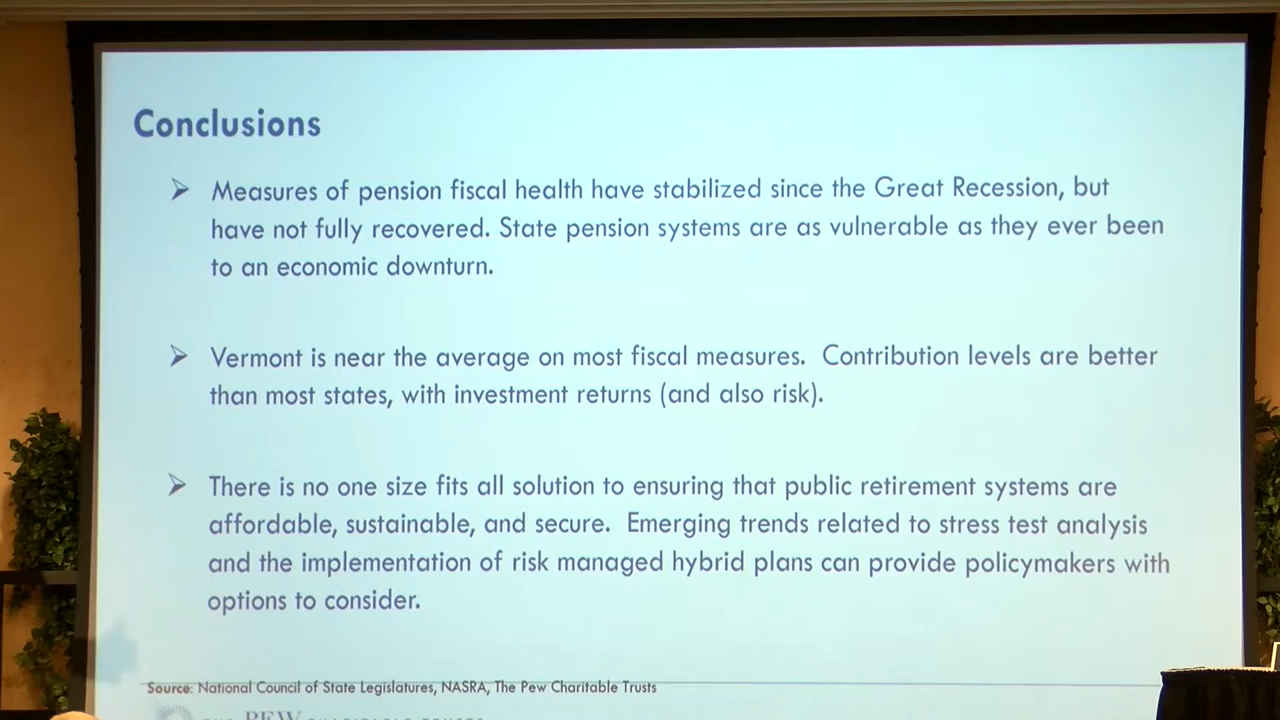 Conclusions
Measures of pension fiscal health have stabilized since the Great Recession, but
have not fully recovered. State pension systems are as vulnerable as they ever been
to an economic downturn.
Vermont is near the average on most fiscal measures. Contribution levels are better
than most states, with investment returns (and also risk).
There is no one size fits all solution to ensuring that public retirement systems are
affordable, sustainable, and secure. Emerging trends related to stress test analysis
and the implementation of risk managed hybrid plans can provide policymakers with
options to consider.
Source: National Council of State Legislatures, NASRA, The Pew Charitable Trusts
PEW